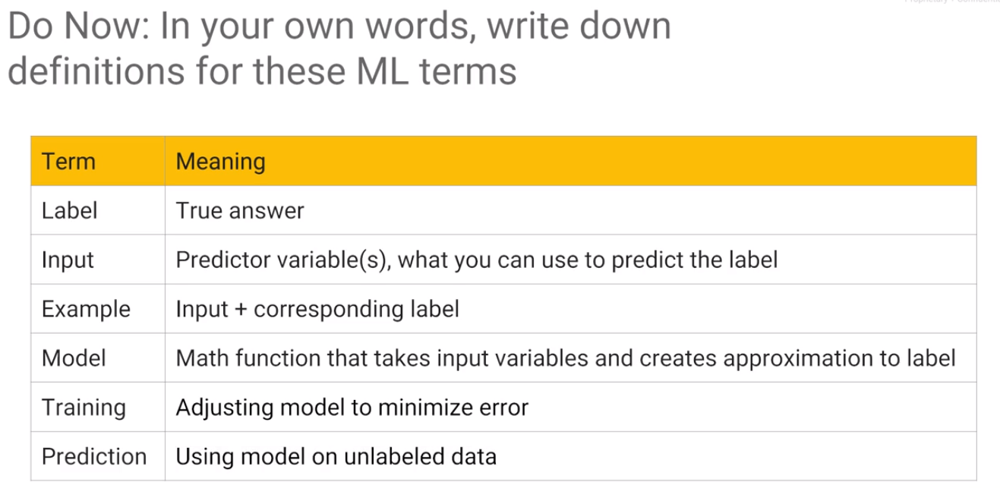 Proprietary + Confidential
Do Now: In your own words, write down
definitions for these ML terms
Term Meaning
Label True answer
Input Predictor variable(s), what you can use to predict the label
Example Input + corresponding label
Model Math function that takes input variables and creates approximation to label
Training Adjusting model to minimize error
Prediction Using model on unlabeled data